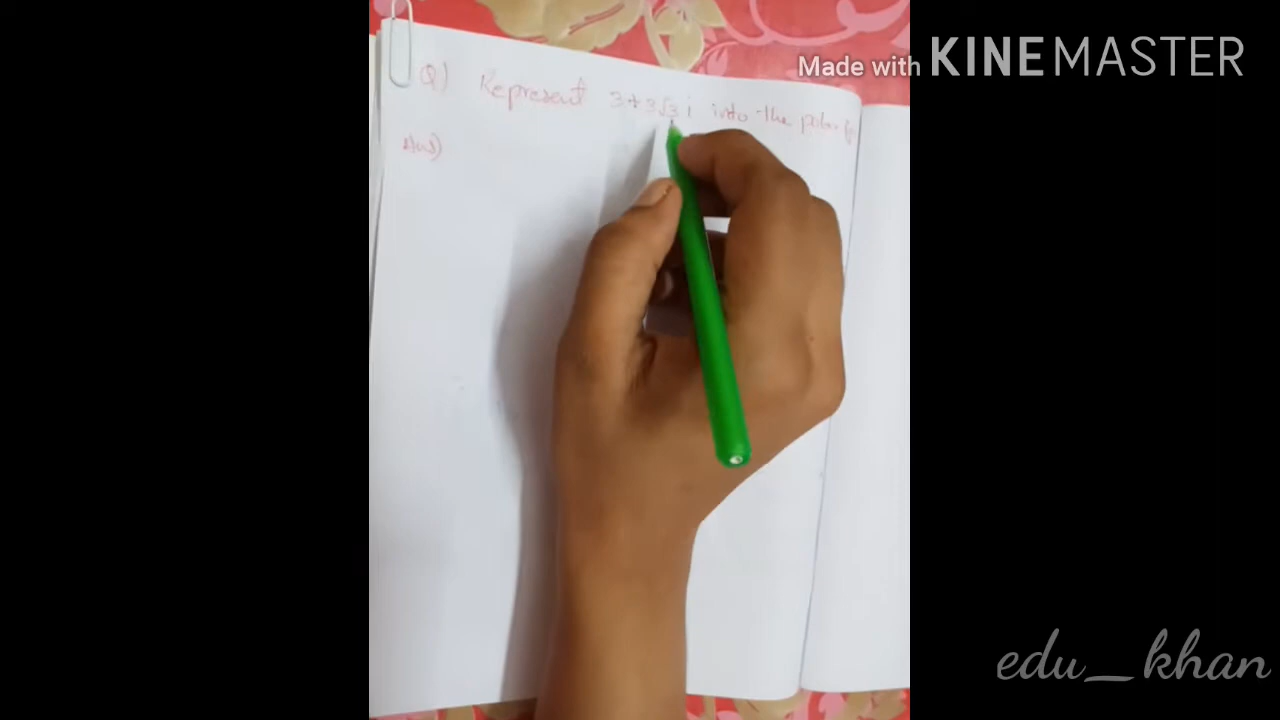 Made with KINEMASTER
Q) Represent 3+3√3 i into the polar
Ans)
edu_khan